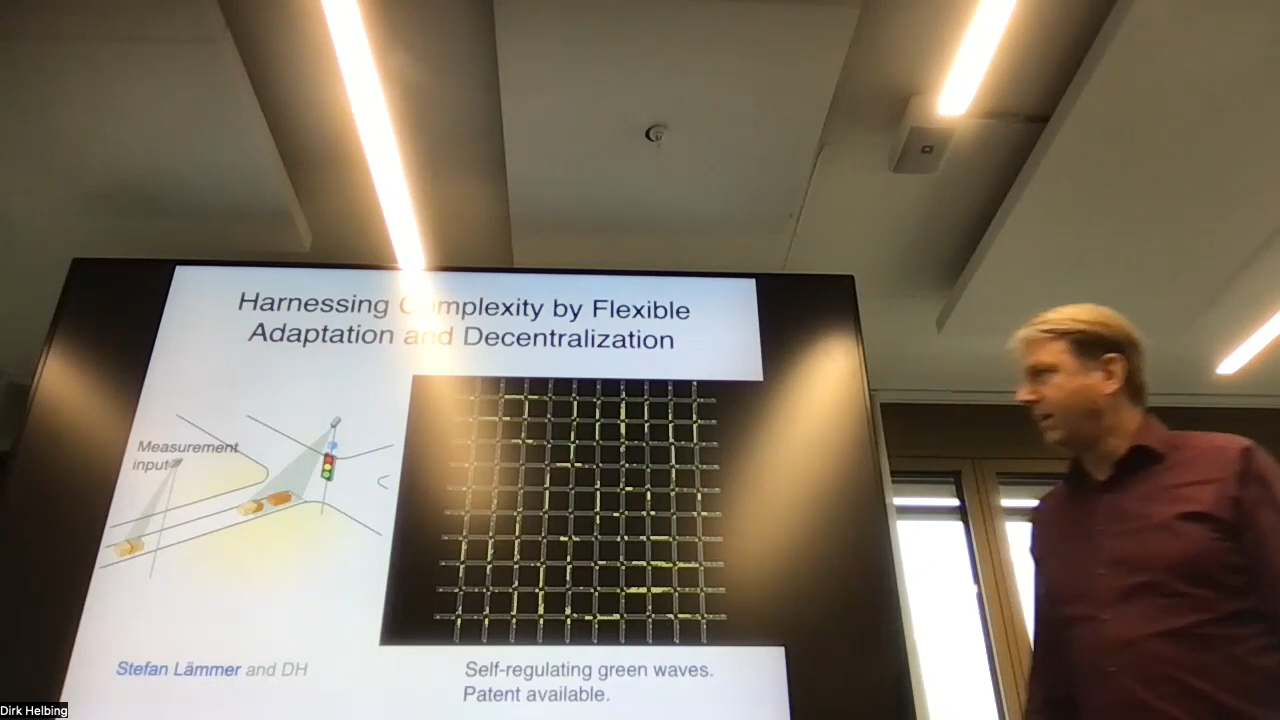 Harnessing Complexity by Flexible
Adaptation and Decentralization
Measurement
input
Stefan Lämmer and DH
Self-regulating green waves.
Patent available.
Dirk Helbing